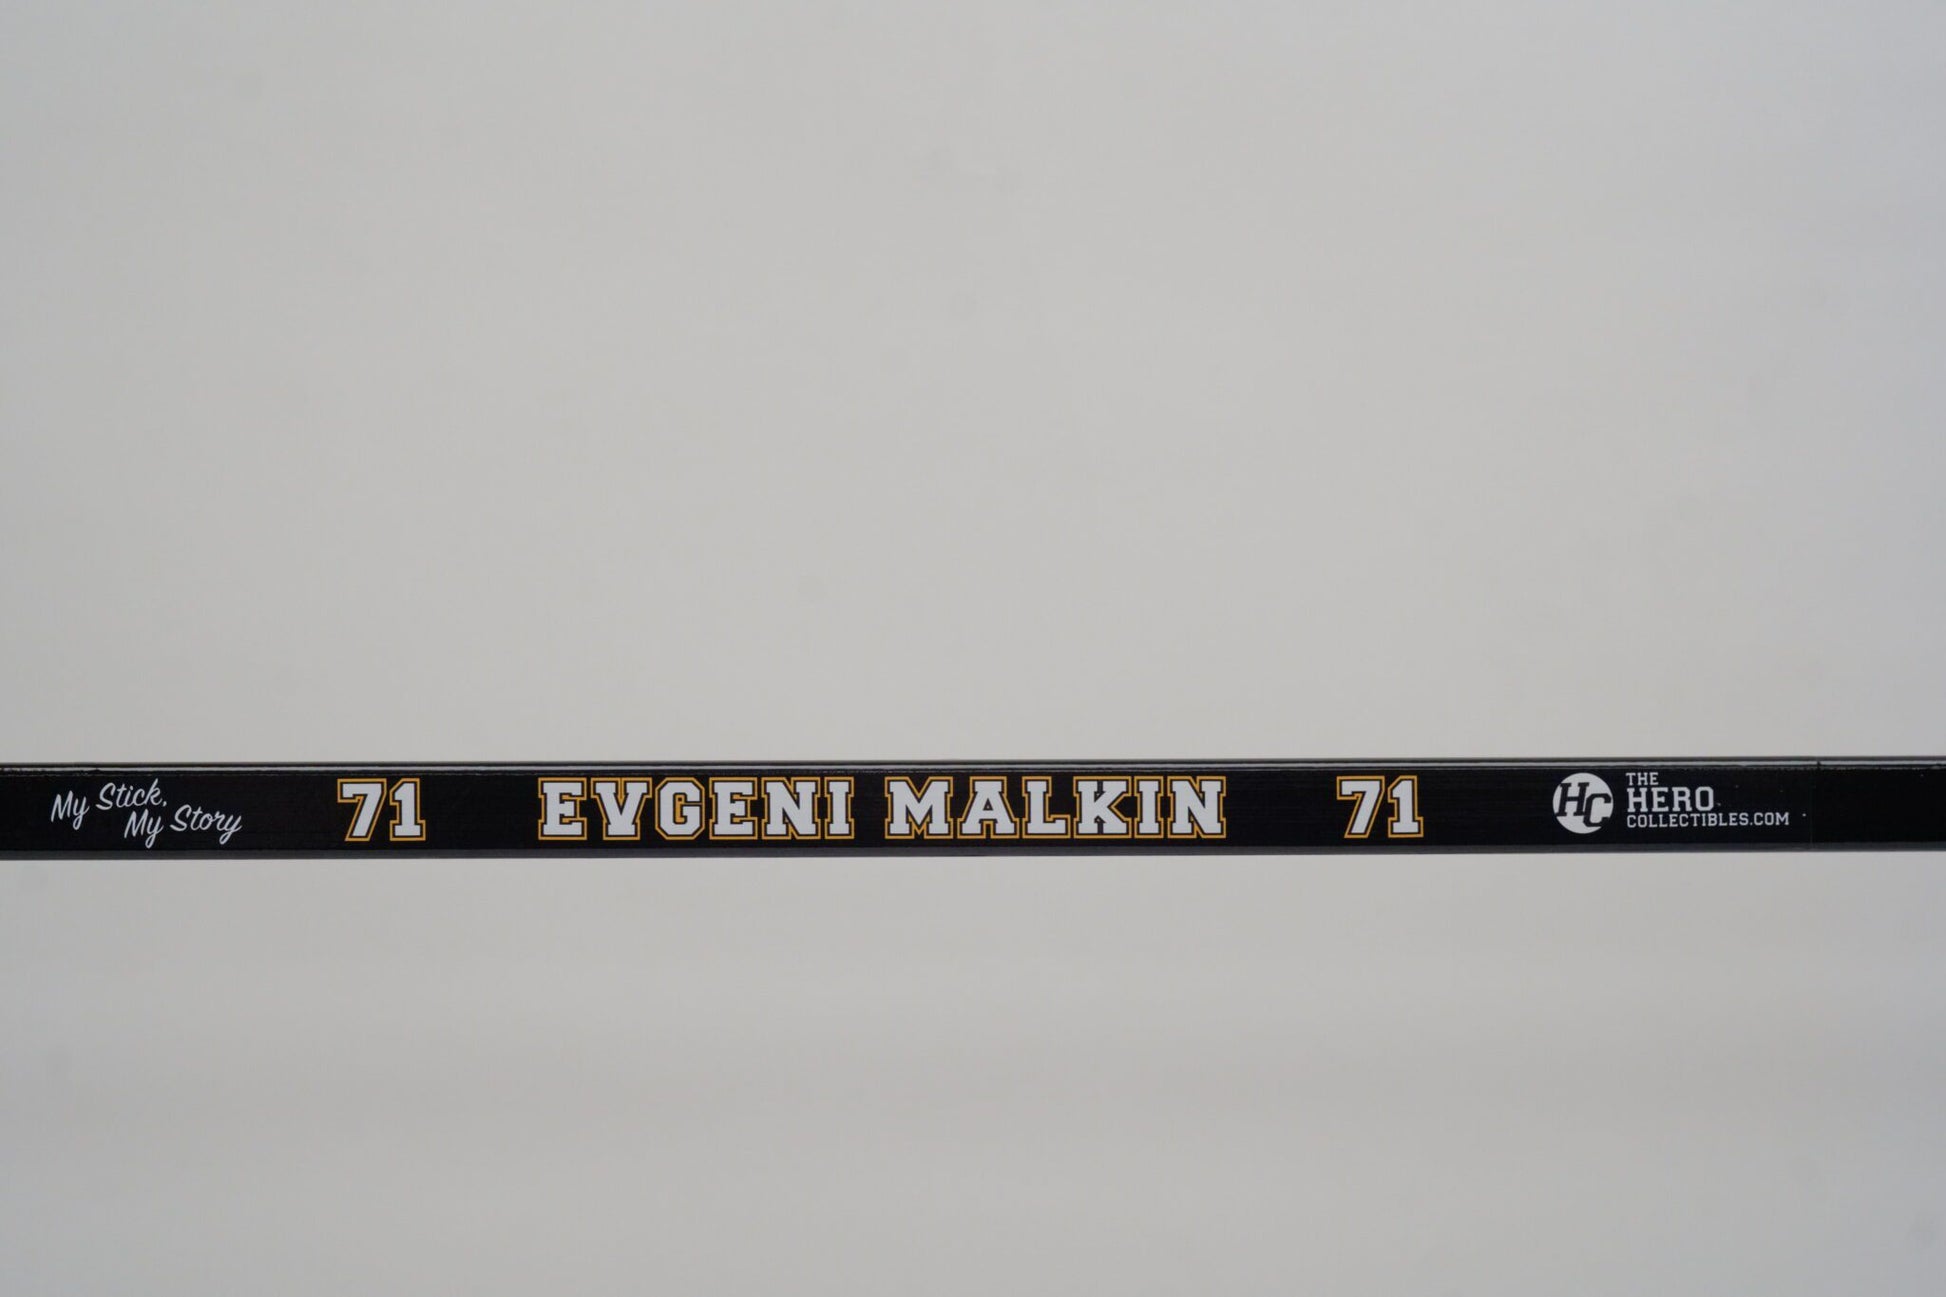 My Stick,
My Story
71 EVGENI MALKIN 71
HC
THE
HERO
COLLECTIBLES.COM